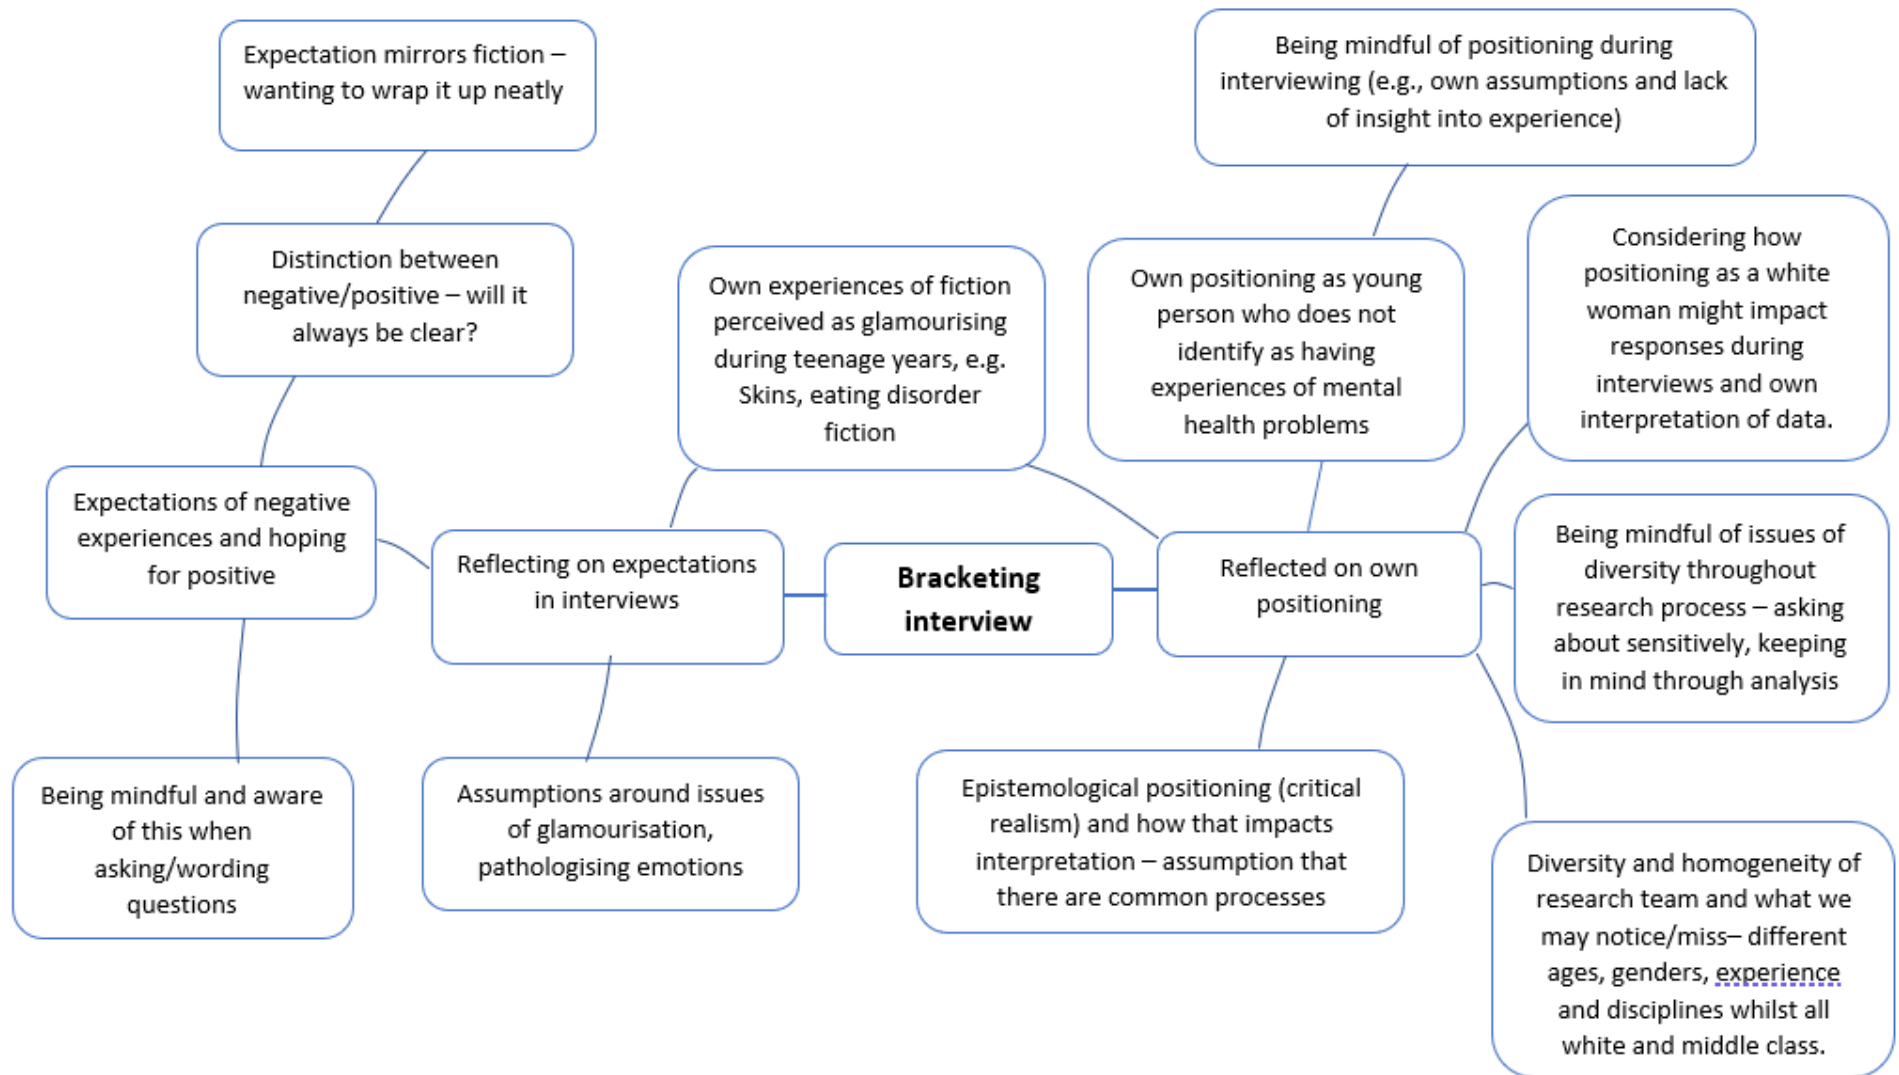 Expectation mirrors fiction –
wanting to wrap it up neatly
Being mindful of positioning during
interviewing (e.g., own assumptions and lack
of insight into experience)
Distinction between
negative/positive – will it
always be clear?
Own experiences of fiction
perceived as glamourising
during teenage years, e.g.
Skins, eating disorder
fiction
Own positioning as young
person who does not
identify as having
experiences of mental
health problems
Considering how
positioning as a white
woman might impact
responses during
interviews and own
interpretation of data.
Expectations of negative
experiences and hoping
for positive
Reflecting on expectations
in interviews
Bracketing
interview
Reflected on own
positioning
Being mindful of issues of
diversity throughout
research process – asking
about sensitively, keeping
in mind through analysis
Being mindful and aware
of this when
asking/wording
questions
Assumptions around issues
of glamourisation,
pathologising emotions
Epistemological positioning (critical
realism) and how that impacts
interpretation – assumption that
there are common processes
Diversity and homogeneity of
research team and what we
may notice/miss– different
ages, genders, experience
and disciplines whilst all
white and middle class.